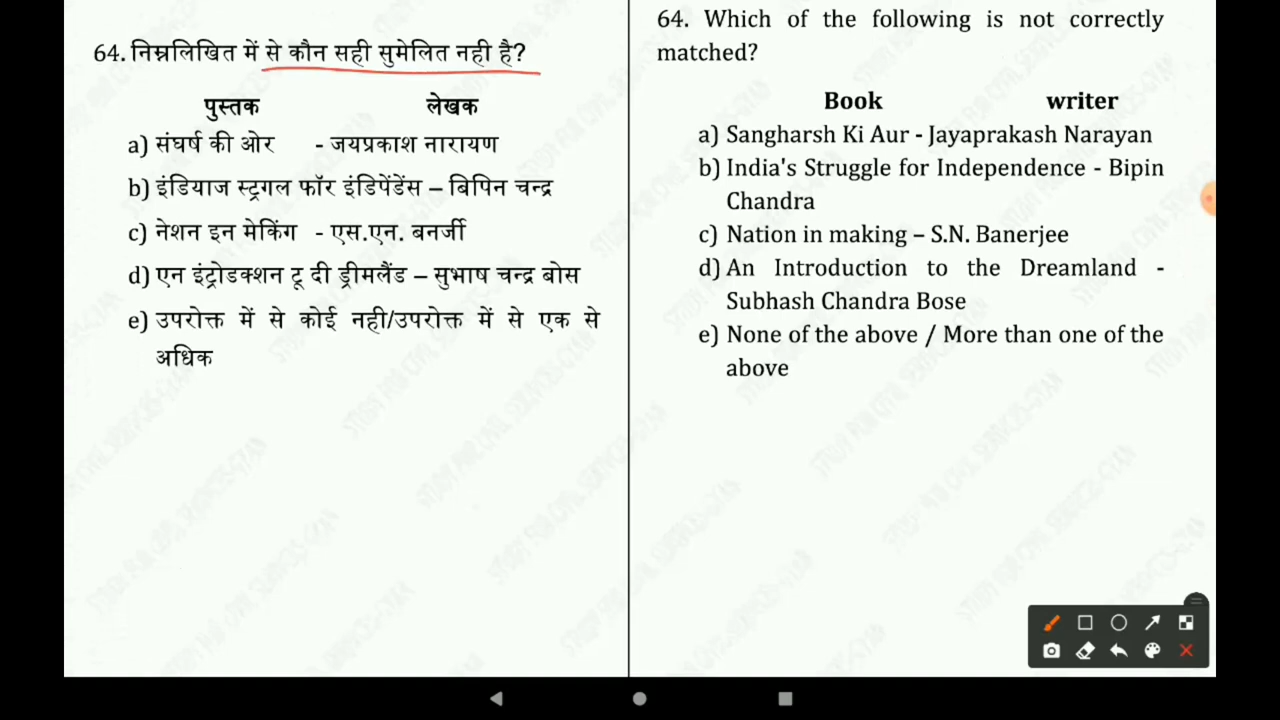 64. निम्नलिखित में से कौन सही सुमेलित नही है?
पुस्तक लेखक
a) संघर्ष की ओर - जयप्रकाश नारायण
b) इंडियाज स्ट्रगल फॉर इंडिपेंडेंस – बिपिन चन्द्र
c) नेशन इन मेकिंग - एस.एन. बनर्जी
d) एन इंट्रोडक्शन टू दी ड्रीमलैंड – सुभाष चन्द्र बोस
e) उपरोक्त में से कोई नही/उपरोक्त में से एक से
अधिक
64. Which of the following is not correctly
matched?
Book writer
a) Sangharsh Ki Aur - Jayaprakash Narayan
b) India's Struggle for Independence - Bipin
Chandra
c) Nation in making – S.N. Banerjee
d) An Introduction to the Dreamland -
Subhash Chandra Bose
e) None of the above / More than one of the
above